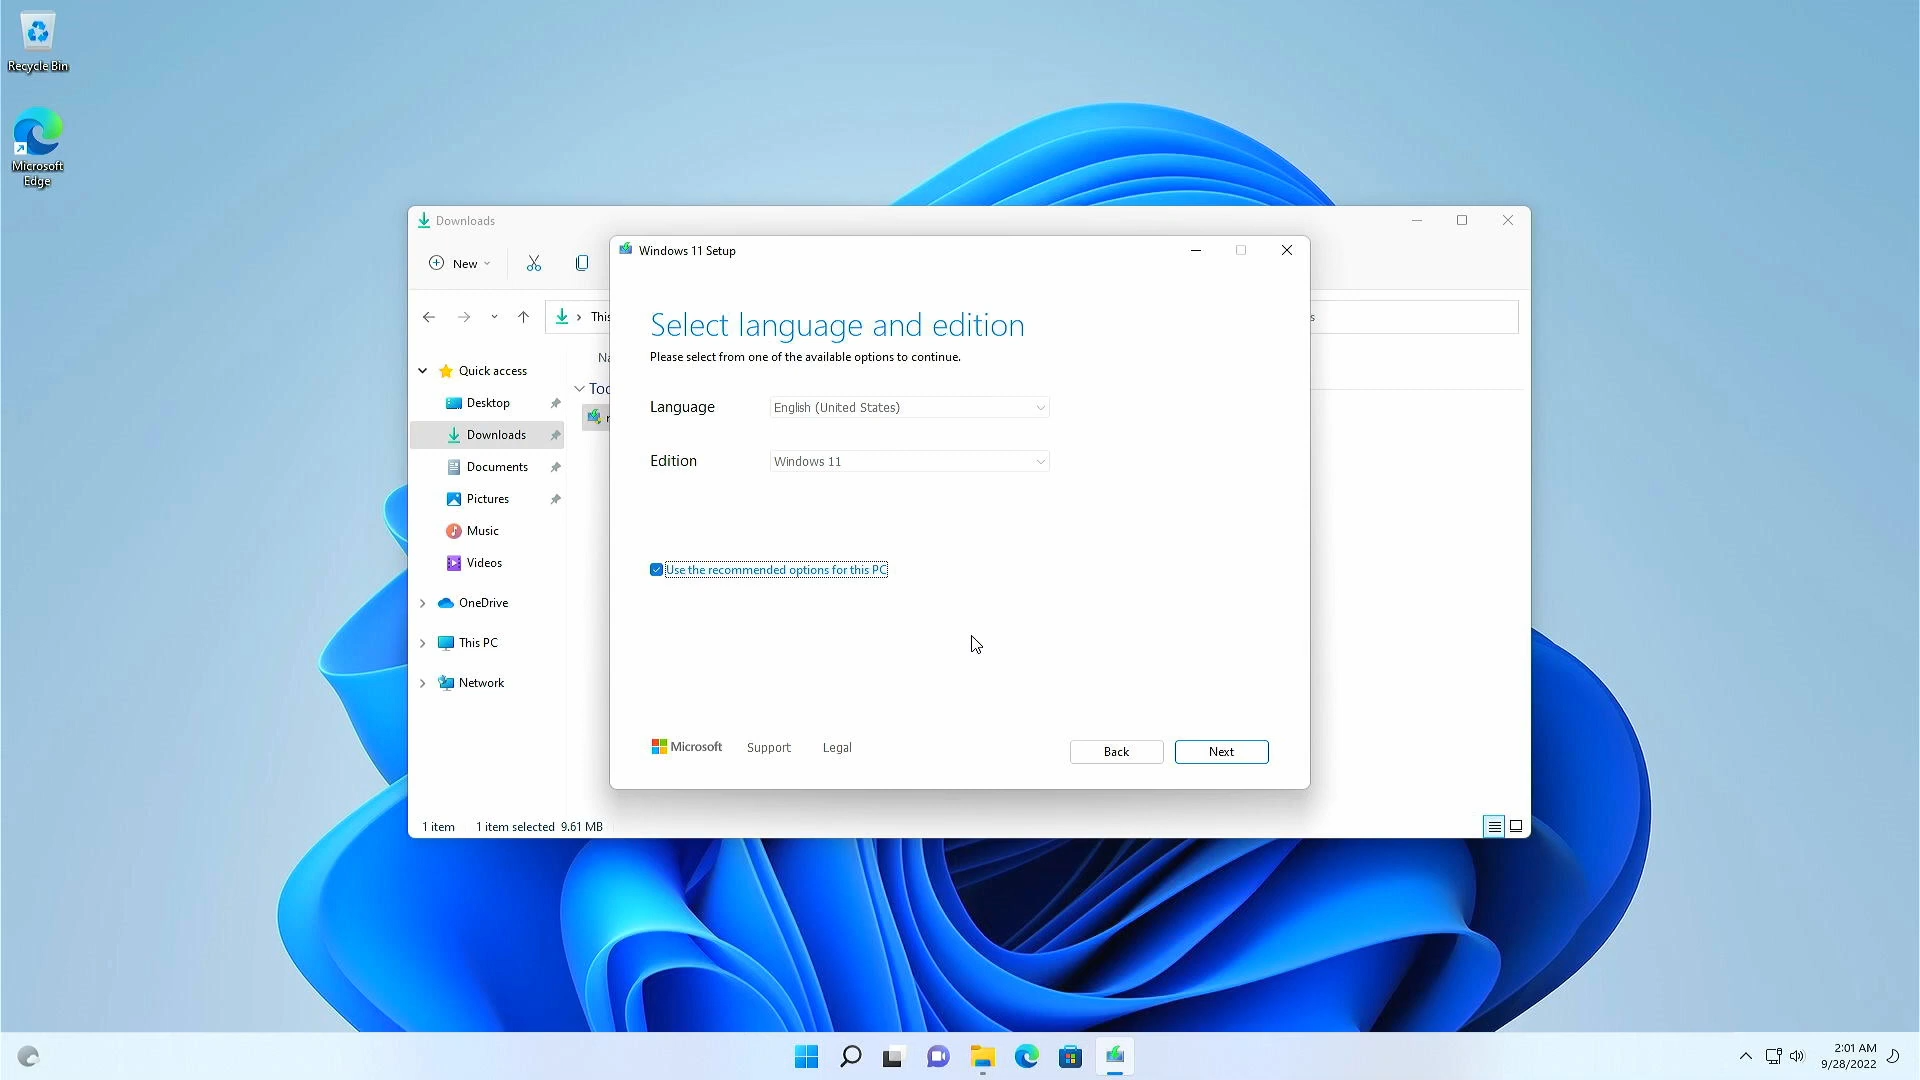 Recycle Bin
Microsoft
Edge
Downloads
New
This
Quick access
Desktop
Downloads
Documents
Pictures
Music
Videos
OneDrive
This PC
Network
1 item
1 item selected 9.61 MB
Windows 11 Setup
Select language and edition
Please select from one of the available options to continue.
Language
English (United States)
Edition
Windows 11
Use the recommended options for this PC
Microsoft
Support
Legal
Back
Next
2:01 AM
9/28/2022